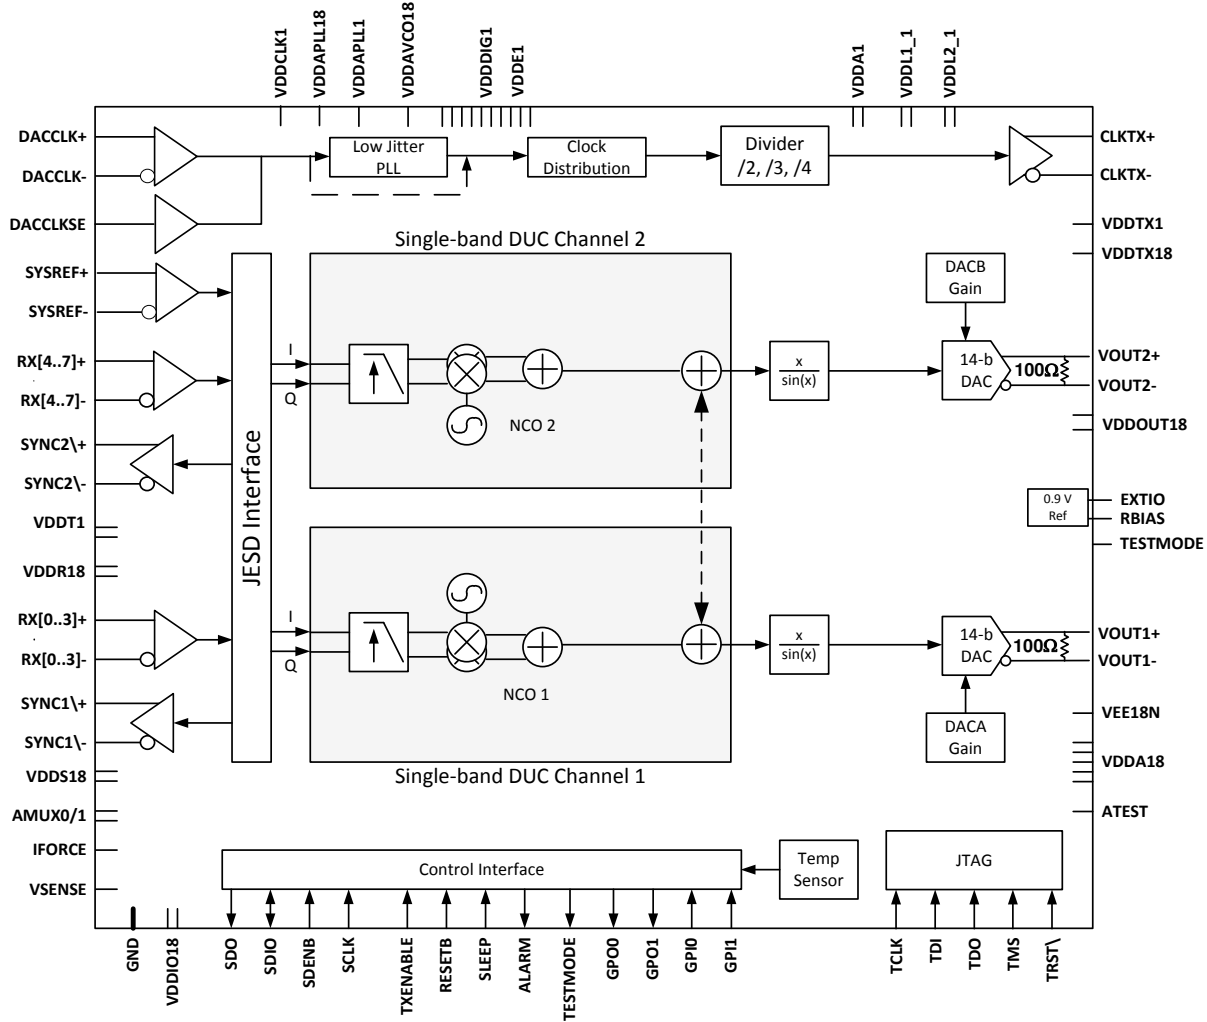 VDDCLK1
VDDAPLL18
VDDAPLL1
VDDAVCO18
VDDDIG1
VDDE1
VDDA1
VDDL1_1
VDDL2_1
DACCLK+
DACCLK-
DACCLKSE
Low Jitter
PLL
Clock
Distribution
Divider
/2, /3, /4
CLKTX+
CLKTX-
VDDTX1
VDDTX18
SYSREF+
SYSREF-
RX[4..7]+
RX[4..7]-
SYNC2\+
SYNC2\-
VDDT1
VDDR18
RX[0..3]+
RX[0..3]-
SYNC1\+
SYNC1\-
VDDS18
AMUX0/1
IFORCE
VSENSE
JESD Interface
Single-band DUC Channel 2
I
Q
NCO 2
x
sin(x)
DACB
Gain
14-b
DAC
100Ω
VOUT2+
VOUT2-
VDDOUT18
0.9 V
Ref
EXTIO
RBIAS
TESTMODE
I
Q
NCO 1
Single-band DUC Channel 1
x
sin(x)
14-b
DAC
100Ω
DACA
Gain
VOUT1+
VOUT1-
VEE18N
VDDA18
ATEST
Control Interface
Temp
Sensor
JTAG
GND
VDDIO18
SDO
SDIO
SDENB
SCLK
TXENABLE
RESETB
SLEEP
ALARM
TESTMODE
GPO0
GPO1
GPI0
GPI1
TCLK
TDI
TDO
TMS
TRST\